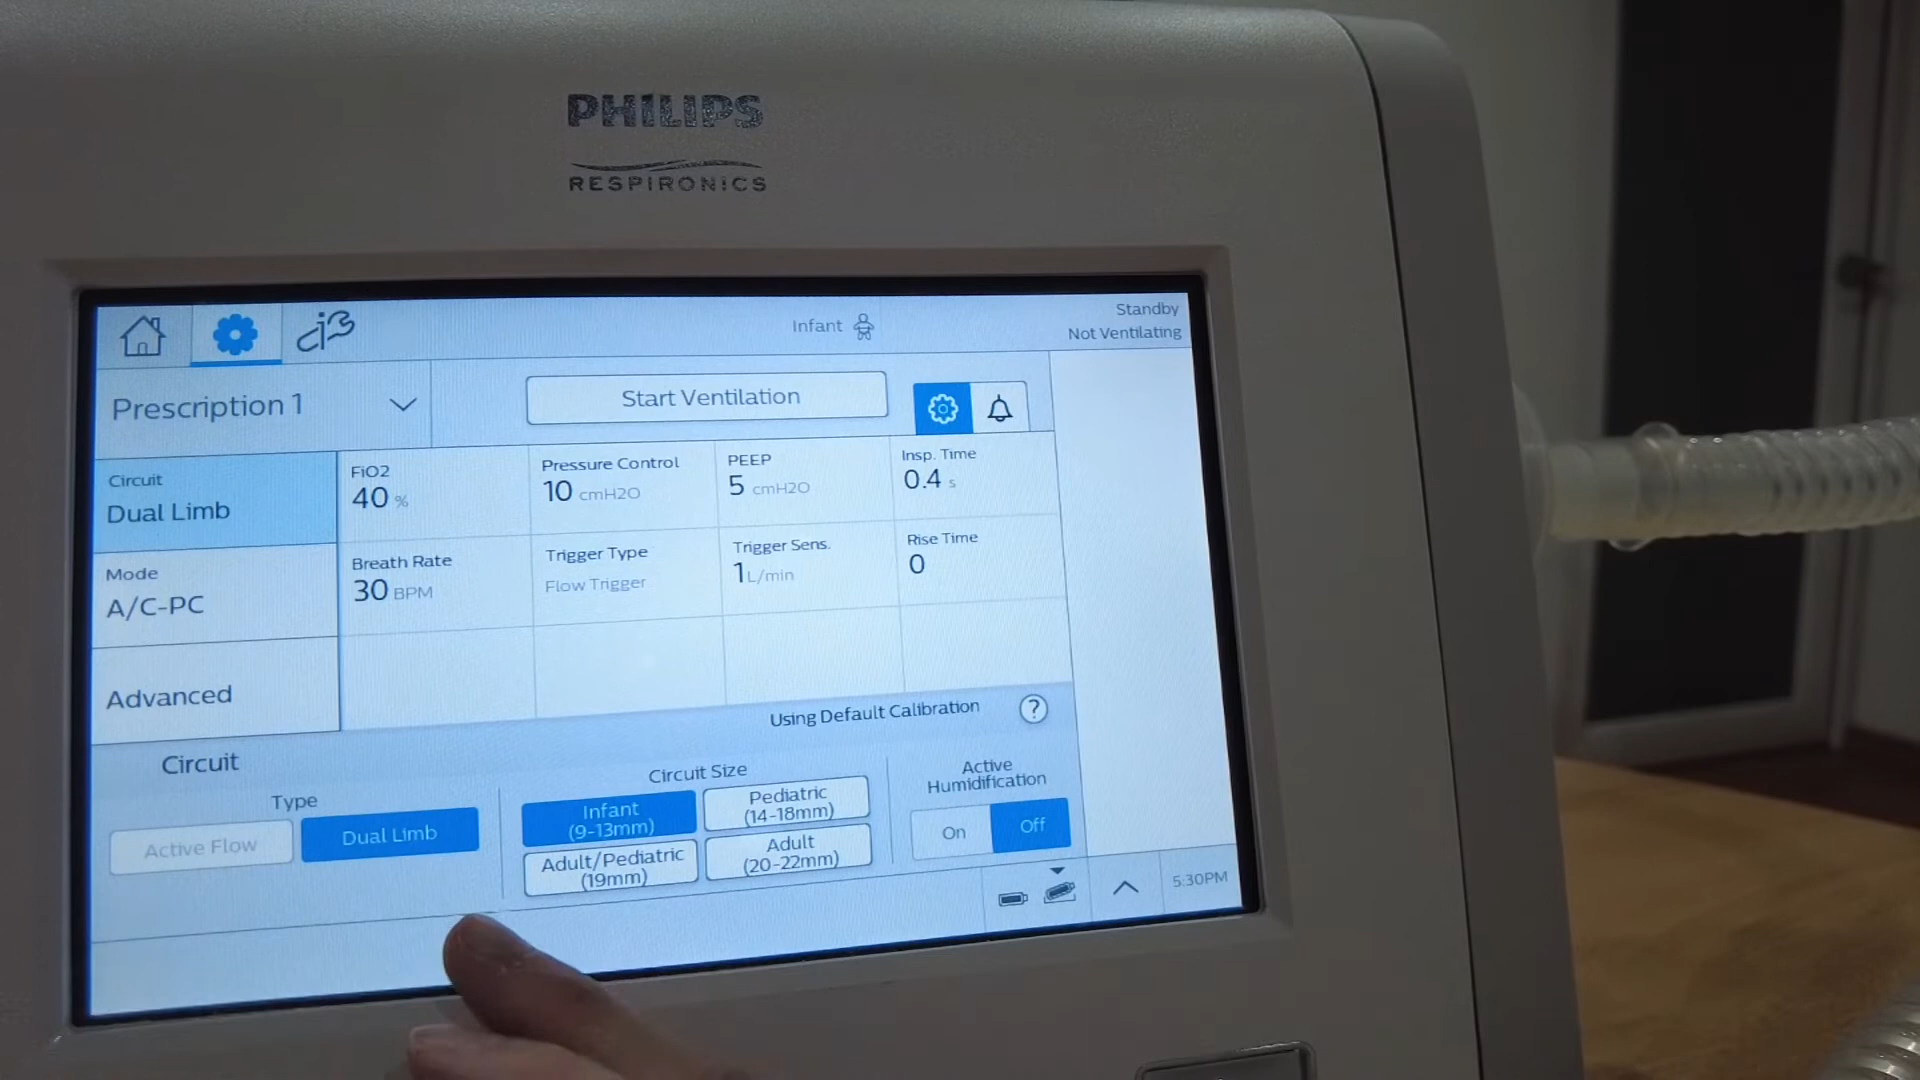 PHILIPS
RESPIRONICS
Infant
Standby
Not Ventilating
Prescription 1
Start Ventilation
Circuit
Dual Limb
FiO2
40 %
Pressure Control
10 cmH2O
PEEP
5 cmH2O
Insp. Time
0.4 s
Mode
A/C-PC
Breath Rate
30 BPM
Trigger Type
Flow Trigger
Trigger Sens.
1 L/min
Rise Time
0
Advanced
Using Default Calibration
?
Circuit
Type
Active Flow
Dual Limb
Circuit Size
Infant
(9-13mm)
Pediatric
(14-18mm)
Adult/Pediatric
(19mm)
Adult
(20-22mm)
Active
Humidification
On
Off
5:30PM